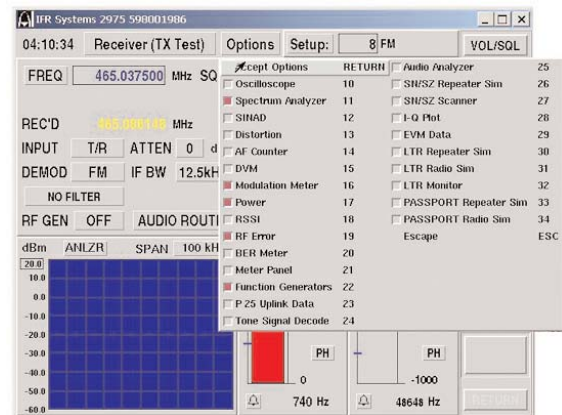 IFR Systems 2975 598001986
04:10:34 Receiver (TX Test) Options Setup: 8 FM VOL/SQL
FREQ 465.037500 MHz SQ
REC'D MHz
INPUT T/R ATTEN 0 d
DEMOD FM IF BW 12.5kH
NO FILTER
RF GEN OFF AUDIO ROUTI
dBm ANLZR SPAN 100 kH
20.0
10.0
0.0
-10.0
-20.0
-30.0
-40.0
-50.0
-60.0
ccept Options RETURN
Oscilloscope 10
Spectrum Analyzer 11
SINAD 12
Distortion 13
AF Counter 14
DVM 15
Modulation Meter 16
Power 17
RSSI 18
RF Error 19
BER Meter 20
Meter Panel 21
Function Generators 22
P 25 Uplink Data 23
Tone Signal Decode 24
Audio Analyzer 25
SN/SZ Repeater Sim 26
SN/SZ Scanner 27
I-Q Plot 28
EVM Data 29
LTR Repeater Sim 30
LTR Radio Sim 31
LTR Monitor 32
PASSPORT Repeater Sim 33
PASSPORT Radio Sim 34
Escape ESC
PH
0
740 Hz
PH
-1000
48648 Hz
RETURN